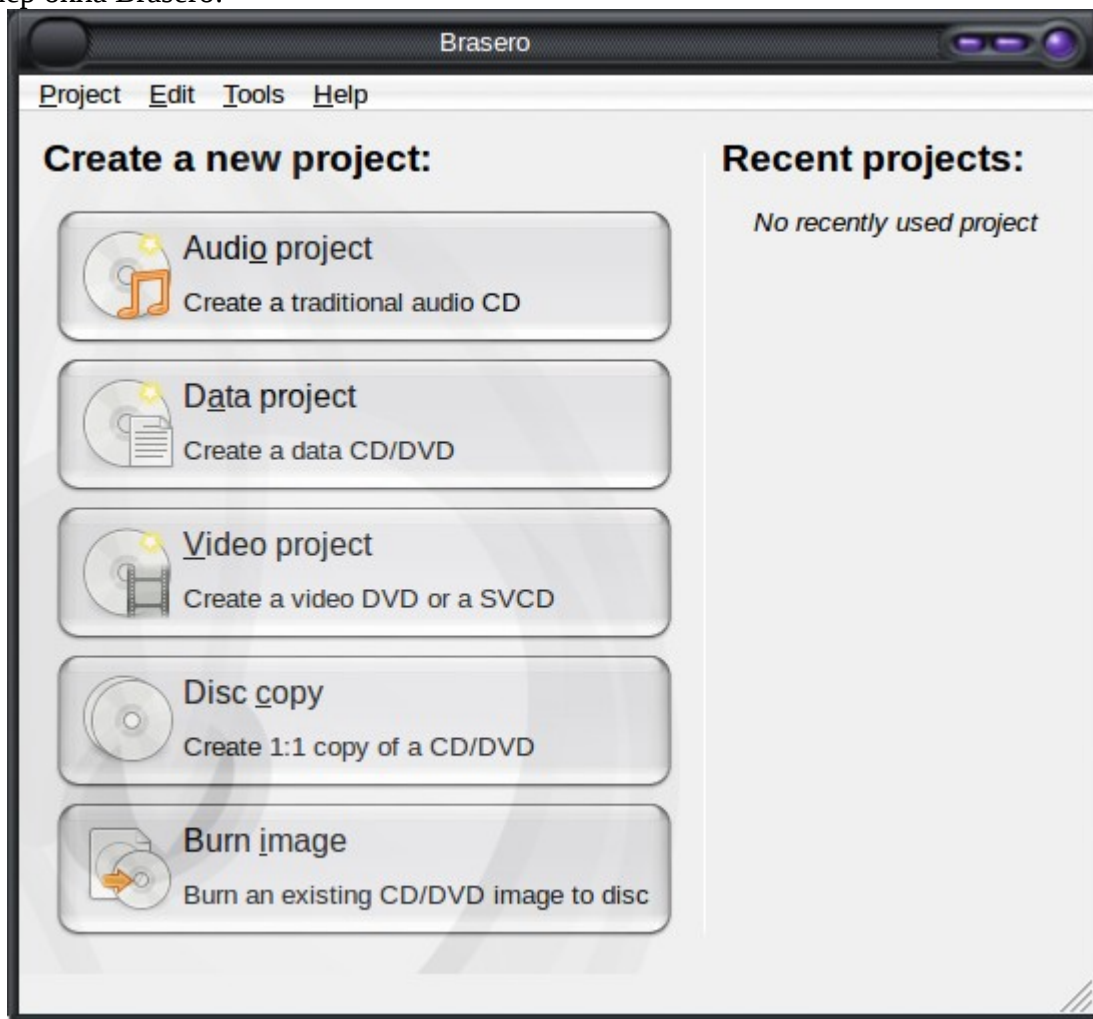 окна Brasero.
Brasero
Project Edit Tools Help
Create a new project:
Audio project
Create a traditional audio CD
Data project
Create a data CD/DVD
Video project
Create a video DVD or a SVCD
Disc copy
Create 1:1 copy of a CD/DVD
Burn image
Burn an existing CD/DVD image to disc
Recent projects:
No recently used project